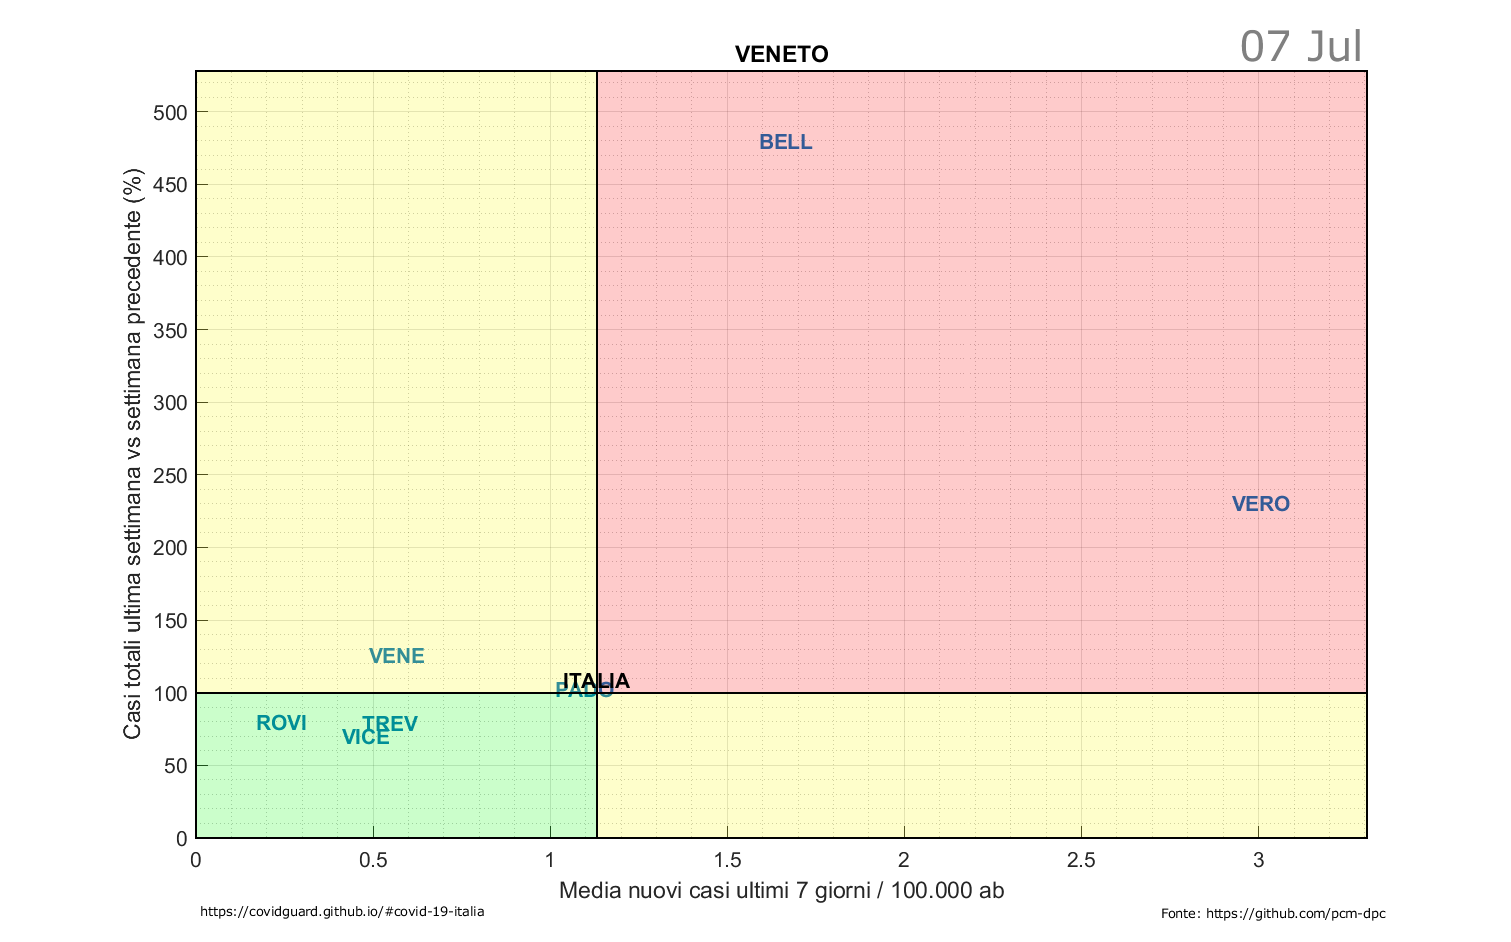 07 Jul
VENETO
Casi totali ultima settimana vs settimana precedente (%)
500
450
400
350
300
250
200
150
100
50
0
BELL
VERO
VENE
ITALIA
PADO
ROVI
TREV
VICE
0
0.5
1
1.5
2
2.5
3
Media nuovi casi ultimi 7 giorni / 100.000 ab
https://covidguard.github.io/#covid-19-italia
Fonte: https://github.com/pcm-dpc